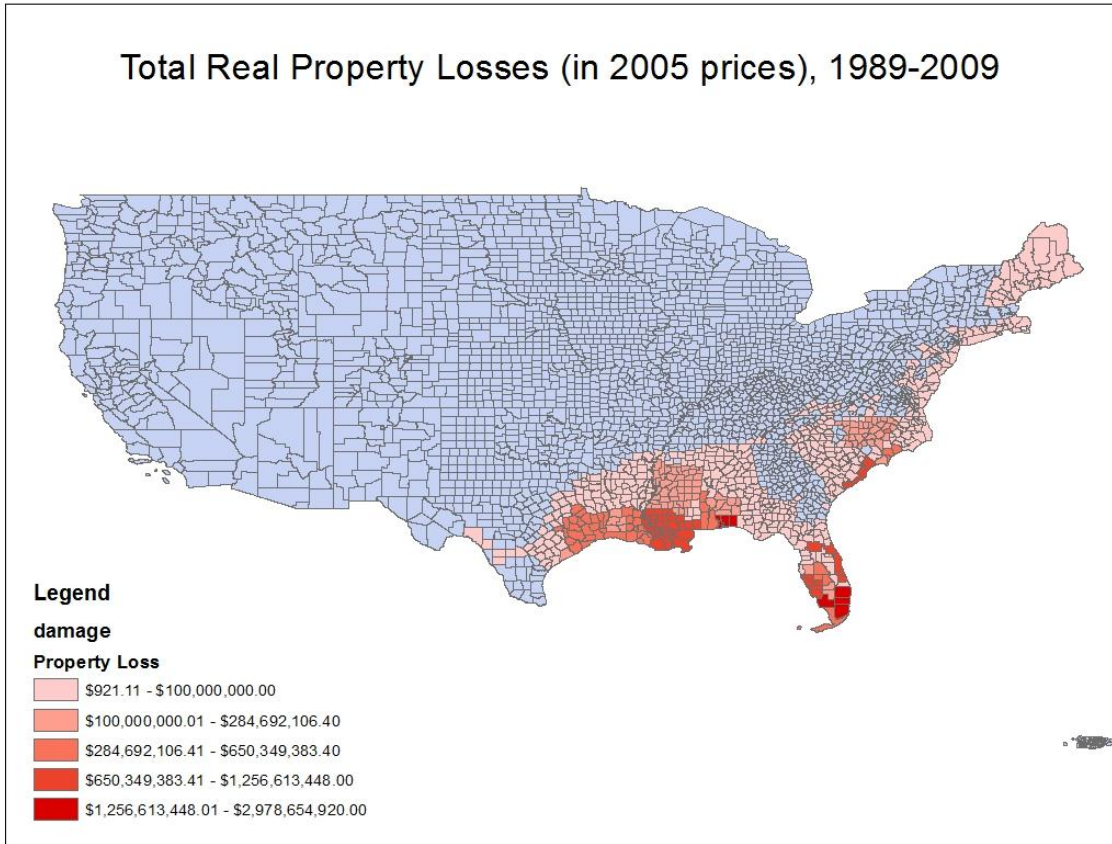 Total Real Property Losses (in 2005 prices), 1989-2009
Legend
damage
Property Loss
$921.11 - $100,000,000.00
$100,000,000.01 - $284,692,106.40
$284,692,106.41 - $650,349,383.40
$650,349,383.41 - $1,256,613,448.00
$1,256,613,448.01 - $2,978,654,920.00